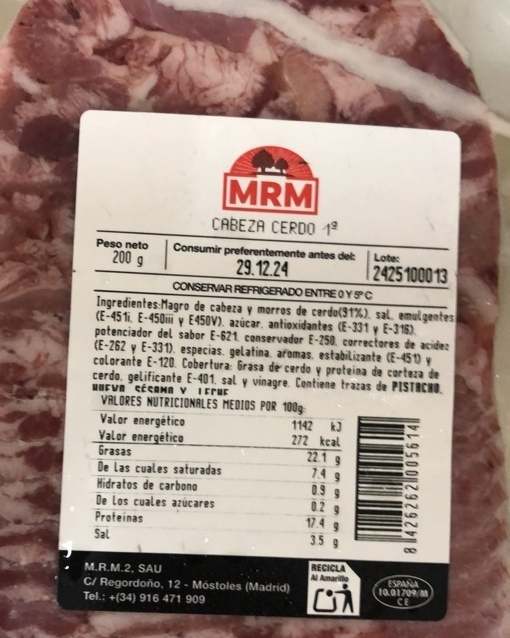 MRM
CABEZA CERDO 1ª
Peso neto
200 g
Consumir preferentemente antes del:
29.12.24
Lote:
2425100013
CONSERVAR REFRIGERADO ENTRE 0 Y 5º C
Ingredientes:Magro de cabeza y morros de cerdo(91%), sal, emulgentes
(E-451i, E-450iii y E450V), azúcar, antioxidantes (E-331 y E-316),
potenciador del sabor E-621, conservador E-250, correctores de acidez
(E-262 y E-331), especias, gelatina, aromas, estabilizante (E-451) y
colorante E-120. Cobertura: Grasa de cerdo y proteina de corteza de
cerdo, gelificante E-401, sal y vinagre. Contiene trazas de PISTACHO,
HUEVO, SÉSAMO Y LECHE
VALORES NUTRICIONALES MEDIOS POR 100g:
Valor energético 1142 kJ
Valor energético 272 kcal
Grasas 22.1 g
De Las cuales saturadas 7.4 g
Hidratos de carbono 0.9 g
De Los cuales azúcares 0.2 g
Proteinas 17.4 g
Sal 3.5 g
8426262005614
M.R.M.2, SAU
C/ Regordoño, 12 - Móstoles (Madrid)
Tel.: +(34) 916 471 909
RECICLA
Al Amarillo
ESPAÑA
10.01709/M
CE